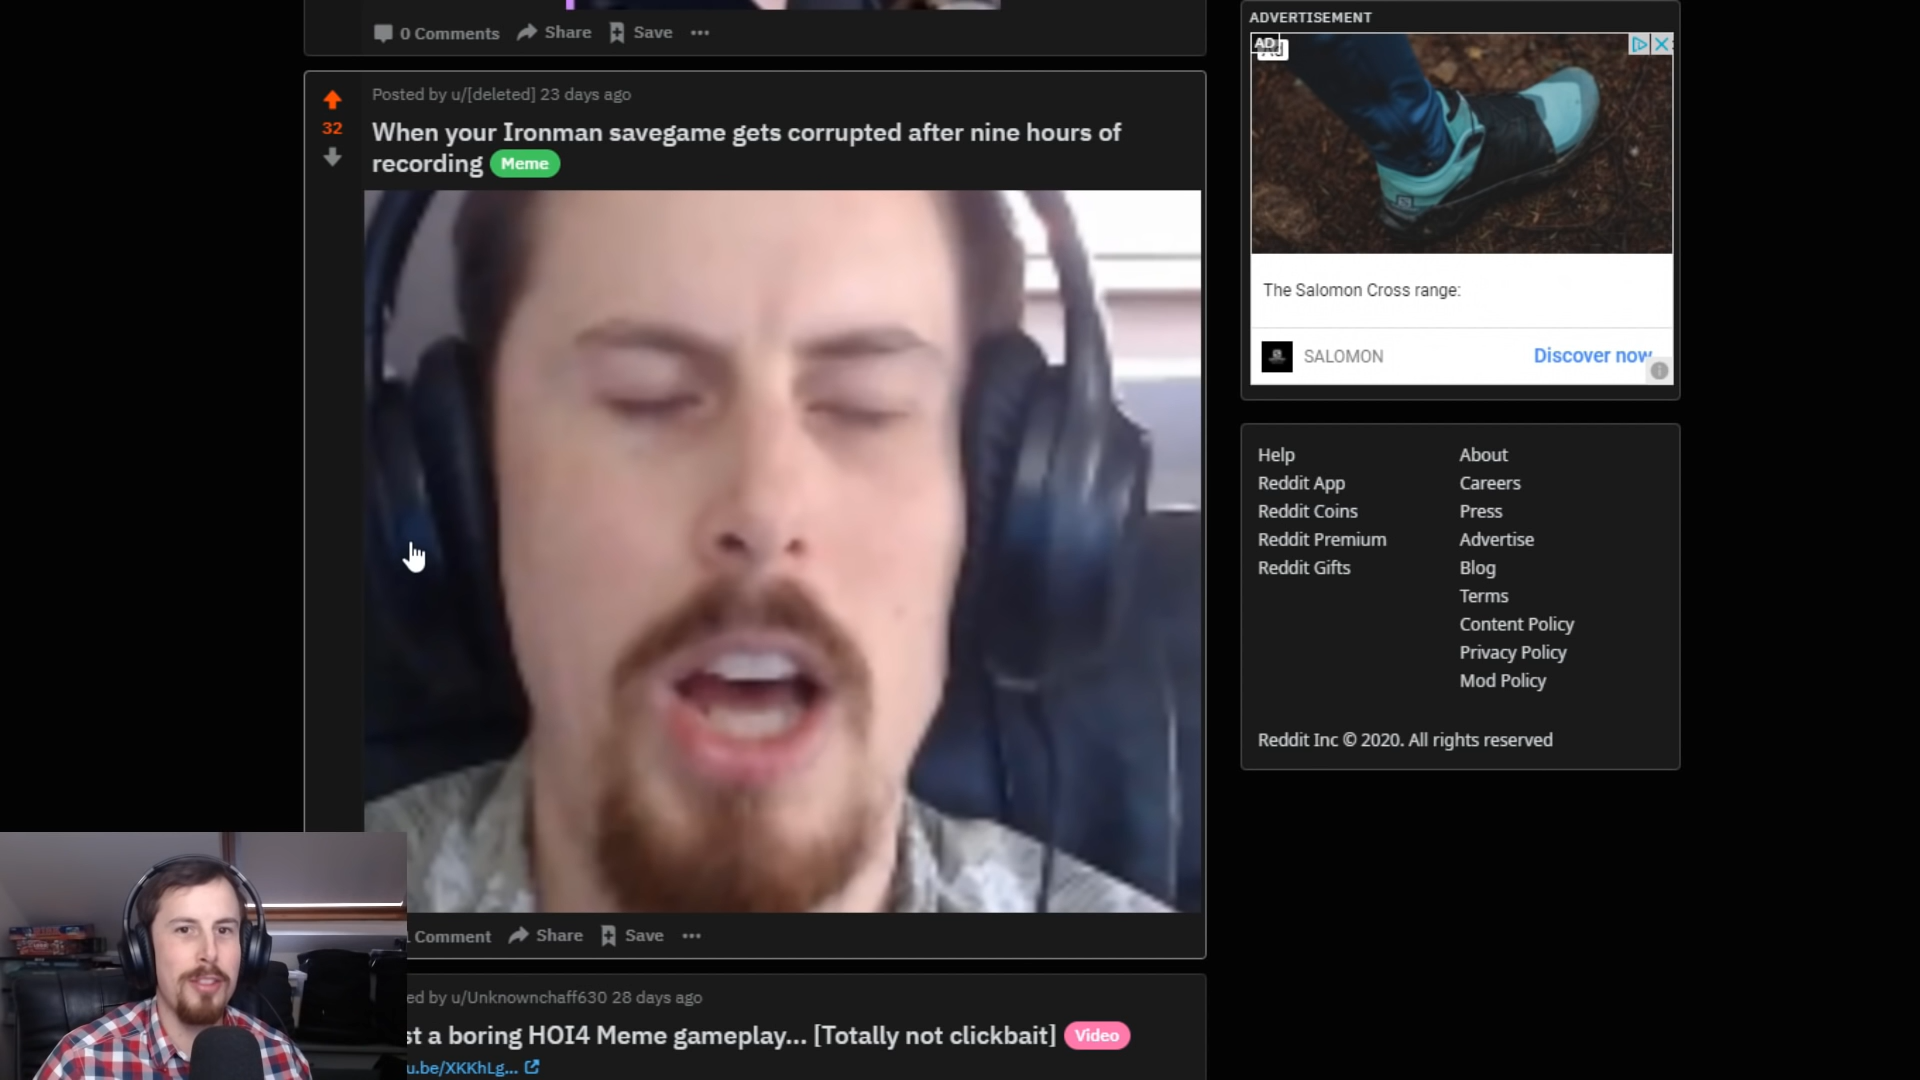 0 Comments Share Save
Posted by u/[deleted] 23 days ago
32
When your Ironman savegame gets corrupted after nine hours of
recording Meme
Comment Share Save
ed by u/Unknownchaff630 28 days ago
st a boring HOI4 Meme gameplay... [Totally not clickbait] Video
u.be/XKKhLg...
ADVERTISEMENT
AD
The Salomon Cross range:
SALOMON Discover now
Help
Reddit App
Reddit Coins
Reddit Premium
Reddit Gifts
About
Careers
Press
Advertise
Blog
Terms
Content Policy
Privacy Policy
Mod Policy
Reddit Inc © 2020. All rights reserved